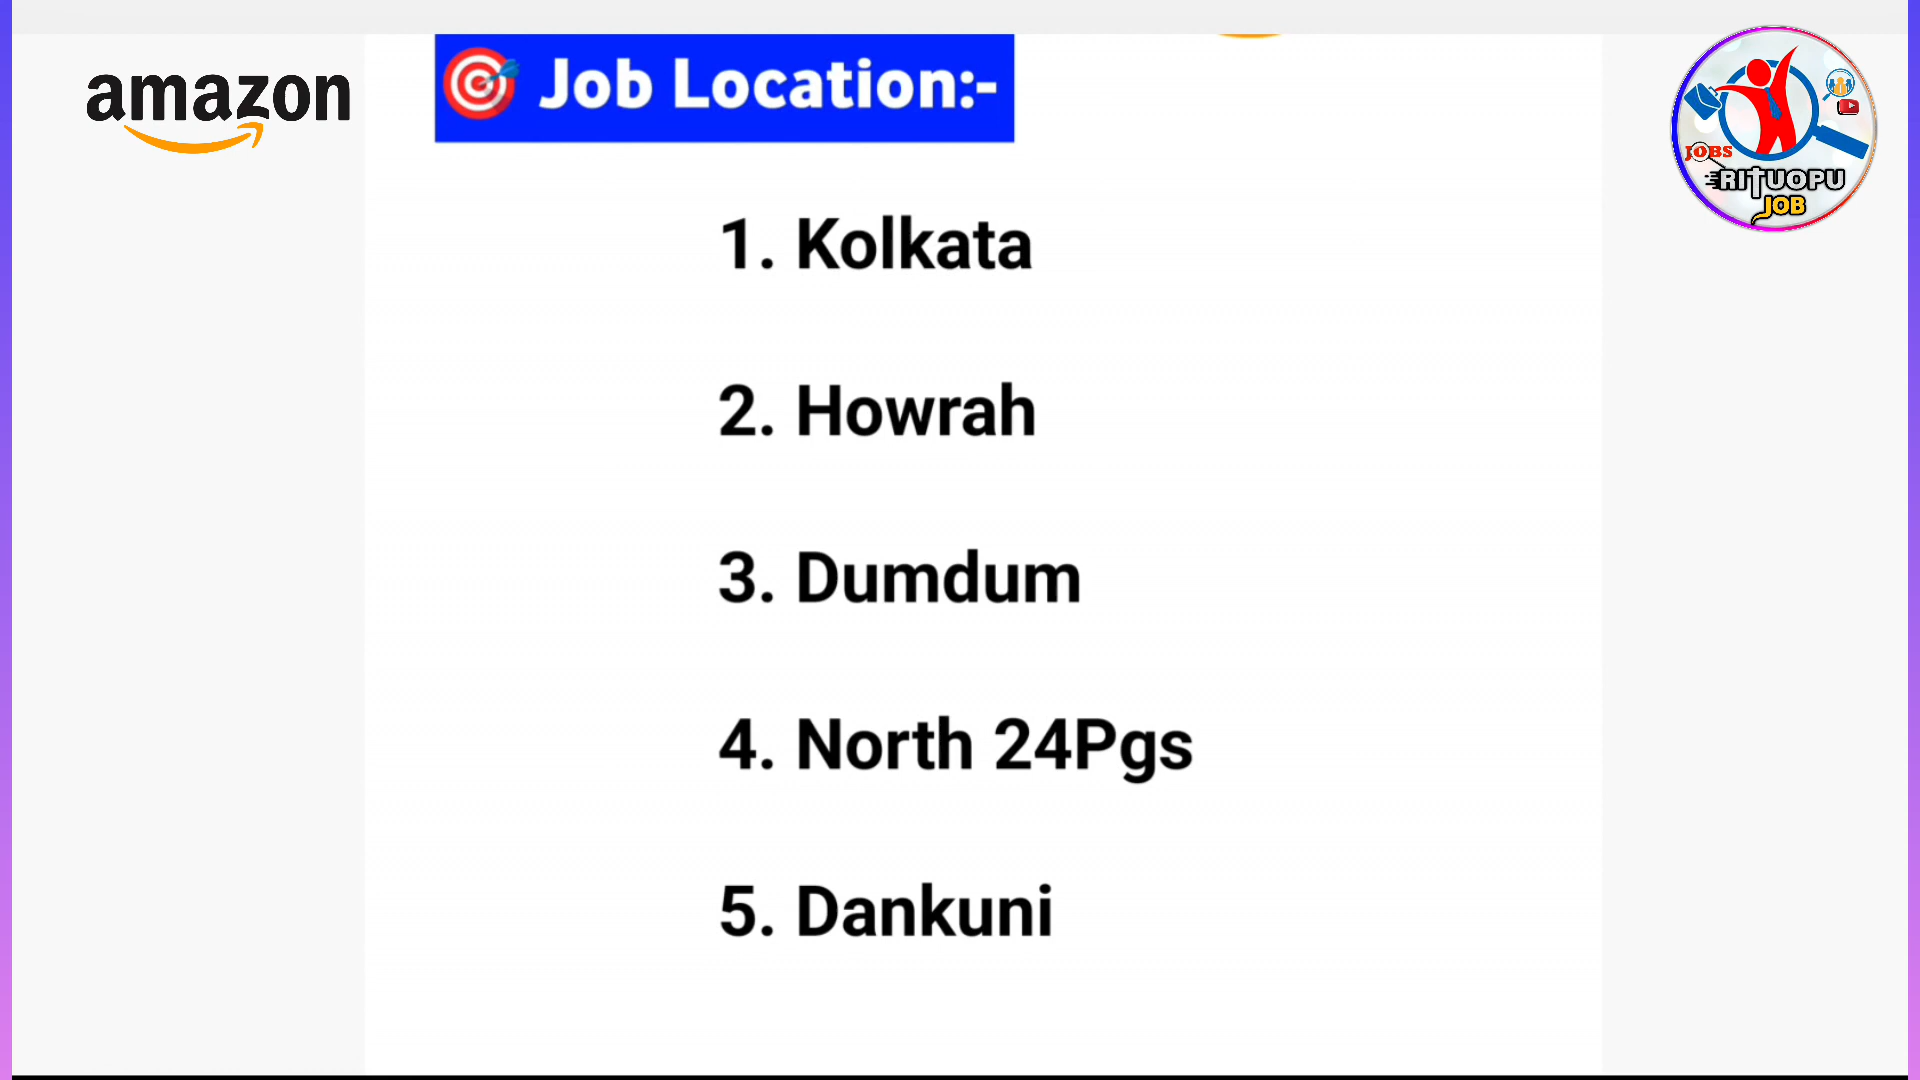 amazon
🎯 Job Location:-
JOBS
RITUOPU
JOB
1. Kolkata
2. Howrah
3. Dumdum
4. North 24Pgs
5. Dankuni